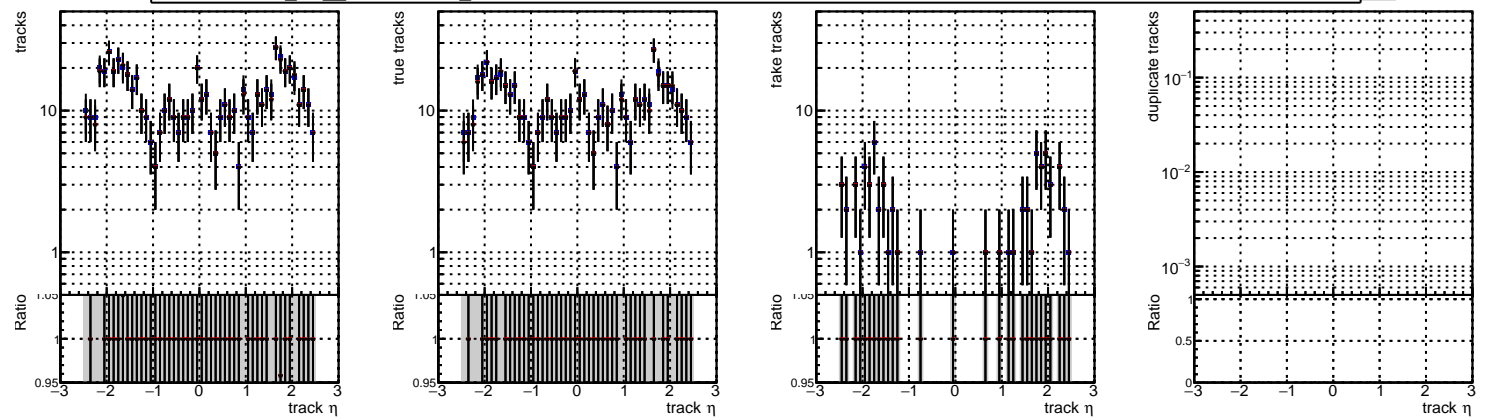 tracks
10
1
1.05
Ratio
1
0.95
−3 −2 −1 0 1 2 3
track η
true tracks
10
1
1.05
Ratio
1
0.95
−3 −2 −1 0 1 2 3
track η
fake tracks
10
1
1.05
Ratio
1
0.95
−3 −2 −1 0 1 2 3
track η
duplicate tracks
10⁻¹
10⁻²
10⁻³
Ratio
1
0.5
0
−3 −2 −1 0 1 2 3
track η